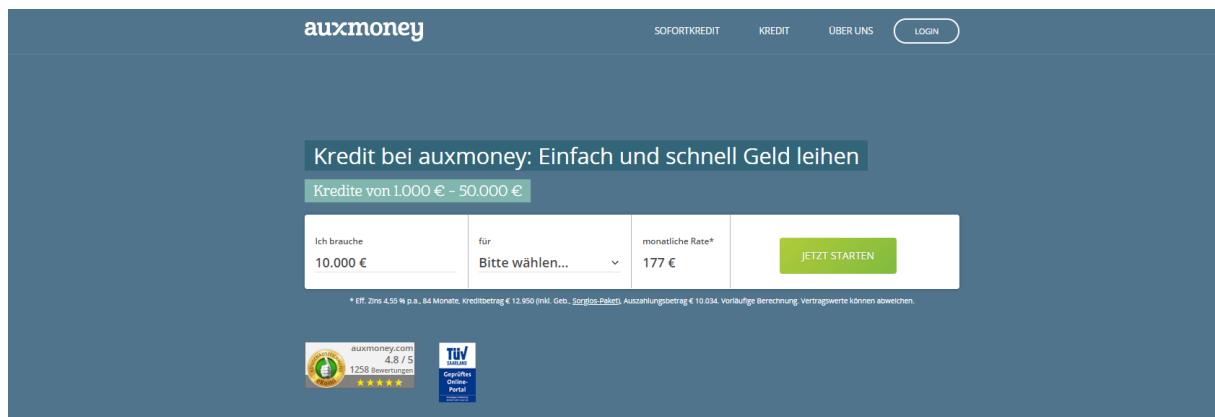 auxmoney
SOFORTKREDIT KREDIT ÜBER UNS LOGIN
Kredit bei auxmoney: Einfach und schnell Geld leihen
Kredite von 1.000 € - 50.000 €
Ich brauche
10.000 €
für
Bitte wählen...
monatliche Rate*
177 €
JETZT STARTEN
* Eff. Zins 4,55 % p.a., 84 Monate, Kreditbetrag € 12.950 (inkl. Geb., Sorglos-Paket), Auszahlungsbetrag € 10.034. Vorläufige Berechnung. Vertragswerte können abweichen.
auxmoney.com
4.8 / 5
1258 Bewertungen
eKomi
TÜV
SAARLAND
Geprüftes
Online-
Portal